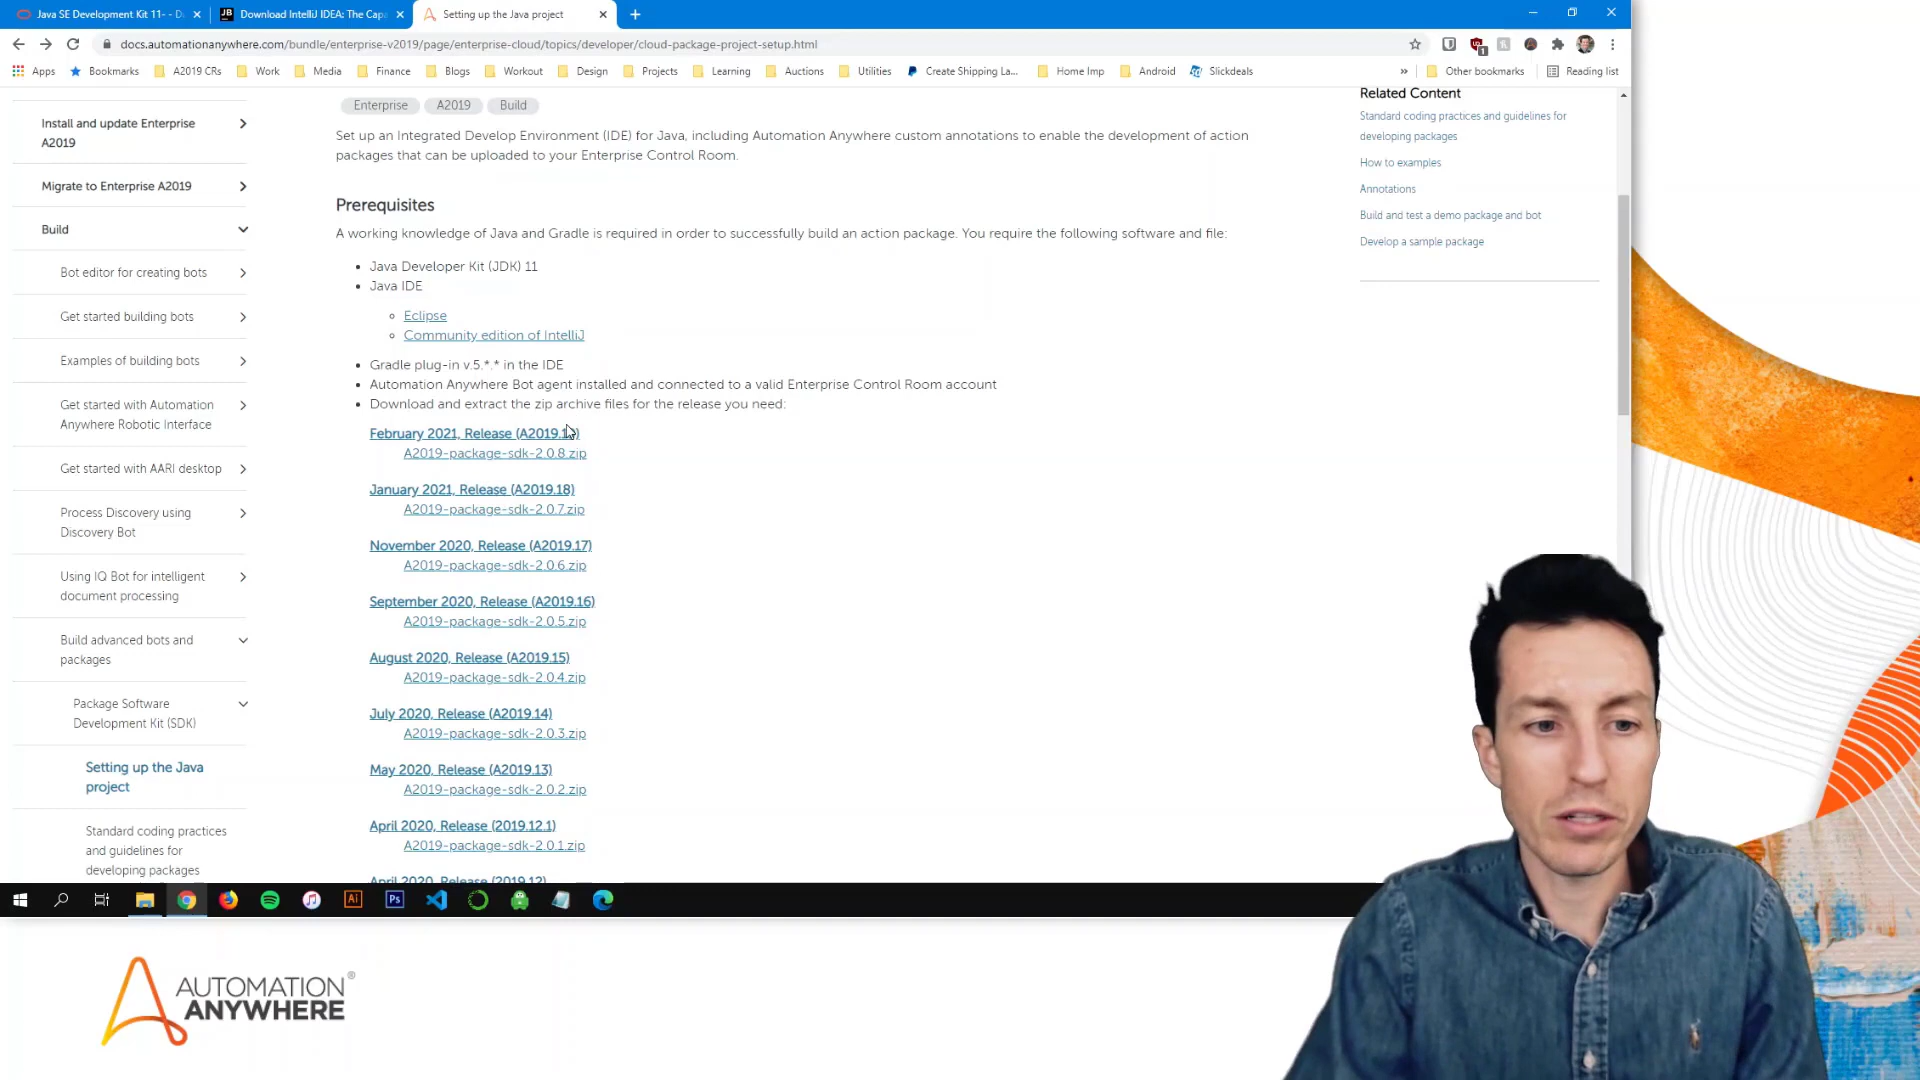 Java SE Development Kit 11- - D
Download IntelliJ IDEA: The Capa
Setting up the Java project
docs.automationanywhere.com/bundle/enterprise-v2019/page/enterprise-cloud/topics/developer/cloud-package-project-setup.html
Apps Bookmarks A2019 CRs Work Media Finance Blogs Workout Design Projects Learning Auctions Utilities Create Shipping La... Home Imp Android Slickdeals » Other bookmarks Reading list
Install and update Enterprise
A2019
Migrate to Enterprise A2019
Build
Bot editor for creating bots
Get started building bots
Examples of building bots
Get started with Automation
Anywhere Robotic Interface
Get started with AARI desktop
Process Discovery using
Discovery Bot
Using IQ Bot for intelligent
document processing
Build advanced bots and
packages
Package Software
Development Kit (SDK)
Setting up the Java
project
Standard coding practices
and guidelines for
developing packages
Enterprise A2019 Build
Set up an Integrated Develop Environment (IDE) for Java, including Automation Anywhere custom annotations to enable the development of action
packages that can be uploaded to your Enterprise Control Room.
Prerequisites
A working knowledge of Java and Gradle is required in order to successfully build an action package. You require the following software and file:
• Java Developer Kit (JDK) 11
• Java IDE
◦ Eclipse
◦ Community edition of IntelliJ
• Gradle plug-in v.5.*.* in the IDE
• Automation Anywhere Bot agent installed and connected to a valid Enterprise Control Room account
• Download and extract the zip archive files for the release you need:
February 2021, Release
A2019-package-sdk-2.0.8.zip
January 2021, Release (A2019.18)
A2019-package-sdk-2.0.7.zip
November 2020, Release (A2019.17)
A2019-package-sdk-2.0.6.zip
September 2020, Release (A2019.16)
A2019-package-sdk-2.0.5.zip
August 2020, Release (A2019.15)
A2019-package-sdk-2.0.4.zip
July 2020, Release (A2019.14)
A2019-package-sdk-2.0.3.zip
May 2020, Release (A2019.13)
A2019-package-sdk-2.0.2.zip
April 2020, Release (2019.12.1)
A2019-package-sdk-2.0.1.zip
April 2020, Release (2019.12)
Related Content
Standard coding practices and guidelines for
developing packages
How to examples
Annotations
Build and test a demo package and bot
Develop a sample package
Ai
Ps
AUTOMATION®
ANYWHERE